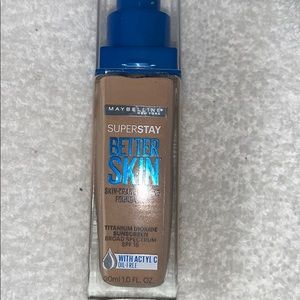 MAYBELLINE
NEW YORK
SUPERSTAY
BETTER
SKIN
FOUNDATION
TITANIUM DIOXIDE
SUNSCREEN
BROAD SPECTRUM
SPF 15
WITH ACTYL C
OIL-FREE
30ml/1.0 FL. OZ.